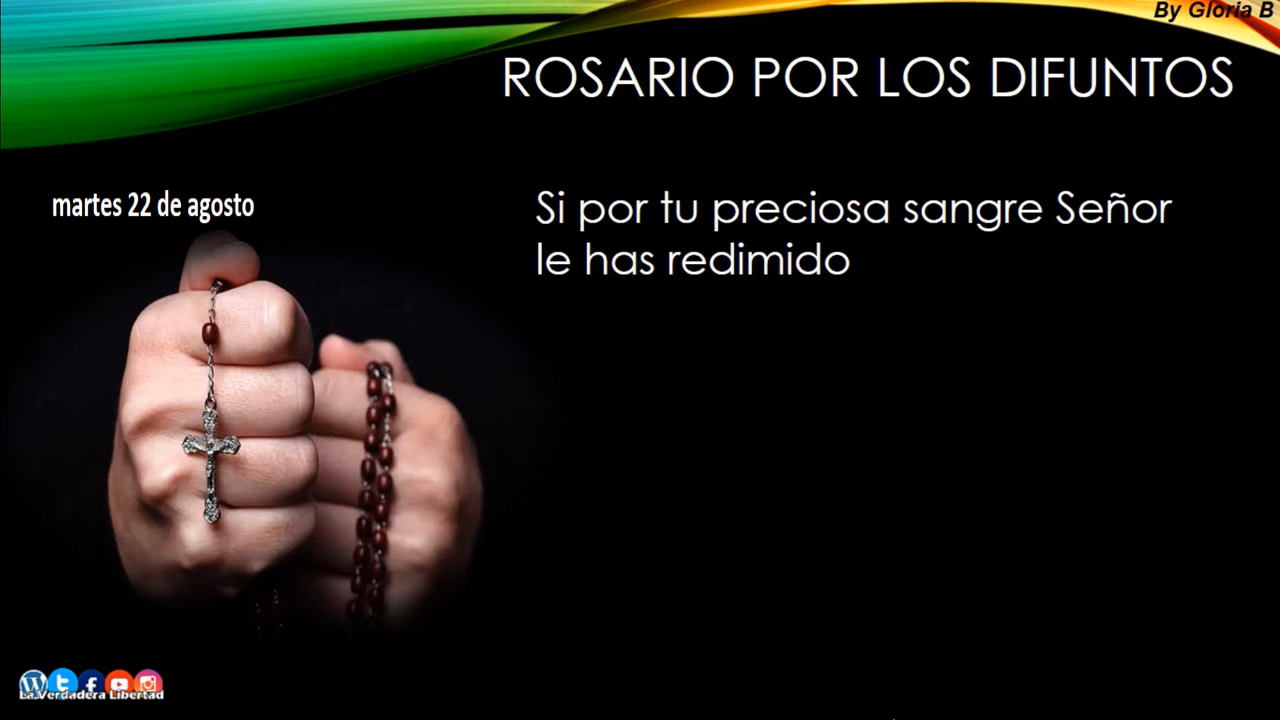 By Gloria B
ROSARIO POR LOS DIFUNTOS
martes 22 de agosto
Si por tu preciosa sangre Señor
le has redimido
La Verdadera Libertad